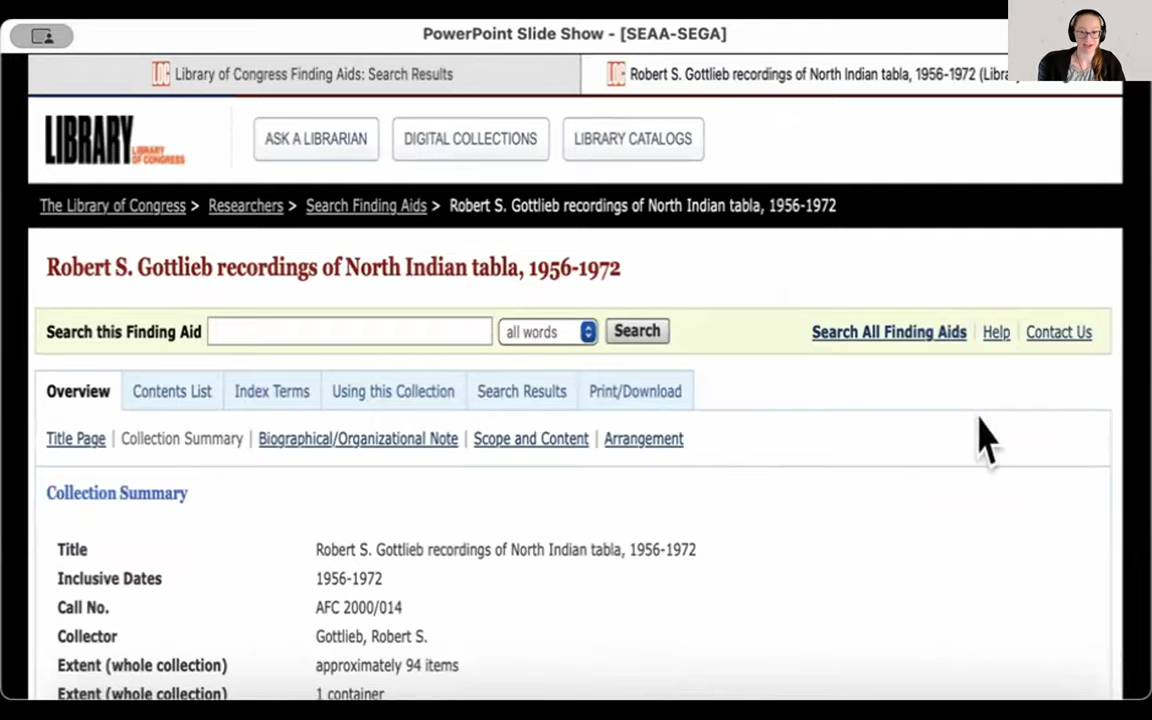 PowerPoint Slide Show - [SEAA-SEGA]
LOC Library of Congress Finding Aids: Search Results
LOC Robert S. Gottlieb recordings of North Indian tabla, 1956-1972 (Libra
LIBRARY LIBRARY OF CONGRESS
ASK A LIBRARIAN DIGITAL COLLECTIONS LIBRARY CATALOGS
The Library of Congress > Researchers > Search Finding Aids > Robert S. Gottlieb recordings of North Indian tabla, 1956-1972
Robert S. Gottlieb recordings of North Indian tabla, 1956-1972
Search this Finding Aid all words Search Search All Finding Aids | Help | Contact Us
Overview Contents List Index Terms Using this Collection Search Results Print/Download
Title Page | Collection Summary | Biographical/Organizational Note | Scope and Content | Arrangement
Collection Summary
Title Robert S. Gottlieb recordings of North Indian tabla, 1956-1972
Inclusive Dates 1956-1972
Call No. AFC 2000/014
Collector Gottlieb, Robert S.
Extent (whole collection) approximately 94 items
Extent (whole collection) 1 container